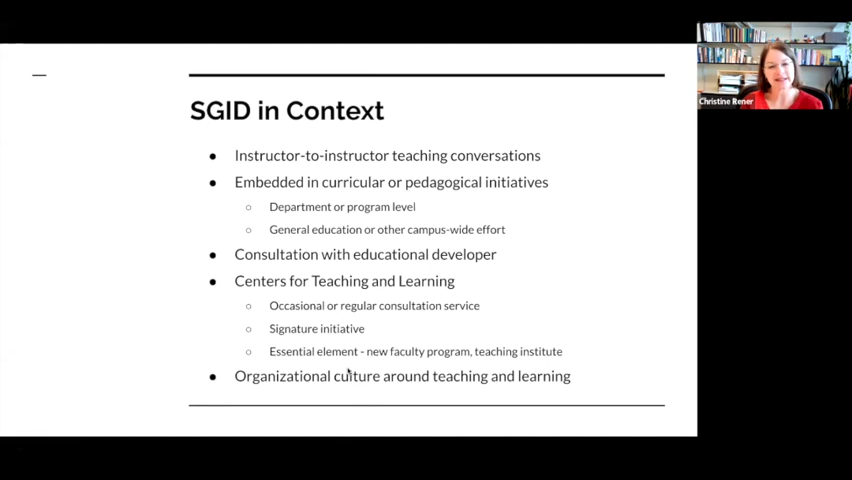 SGID in Context
Instructor-to-instructor teaching conversations
Embedded in curricular or pedagogical initiatives
Department or program level
General education or other campus-wide effort
Consultation with educational developer
Centers for Teaching and Learning
Occasional or regular consultation service
Signature initiative
Essential element - new faculty program, teaching institute
Organizational culture around teaching and learning
Christine Rener